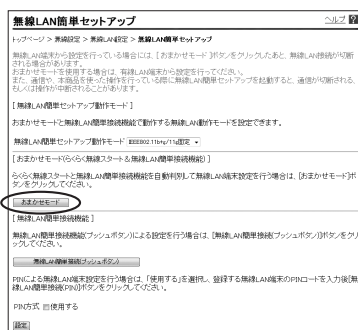 無線LAN簡単セットアップ
ヘルプ ?
トップページ > 無線設定 > 無線LAN設定 > 無線LAN簡単セットアップ
無線LAN端末から設定を行っている場合には、[おまかせモード]ボタンをクリックしたあと、無線LAN接続が切断
される場合があります。
おまかせモードを使用する場合は、有線LAN端末から設定を行ってください。
また、通信や、本商品を使った操作を行っている際に無線LAN簡単セットアップを起動すると、通信が切断される、
もしくは操作が中断されることがあります。
[無線LAN簡単セットアップ動作モード]
おまかせモードと無線LAN簡単接続機能で動作する無線LAN動作モードを設定できます。
無線LAN簡単セットアップ動作モード IEEE802.11b+g/11g固定
[おまかせモード(らくらく無線スタート&無線LAN簡単接続機能)]
らくらく無線スタートと無線LAN簡単接続機能を自動判別して無線LAN端末設定を行う場合は、[おまかせモード]ボ
タンをクリックしてください。
おまかせモード
[無線LAN簡単接続機能]
無線LAN簡単接続機能(プッシュボタン)による設定を行う場合は、[無線LAN簡単接続(プッシュボタン)]ボタンをクリ
ックしてください。
無線LAN簡単接続(プッシュボタン)
PINによる無線LAN端末設定を行う場合は、「使用する」を選択し、登録する無線LAN端末のPINコードを入力後[無
線LAN簡単接続(PIN)]ボタンをクリックしてください。
PIN方式 使用する
設定